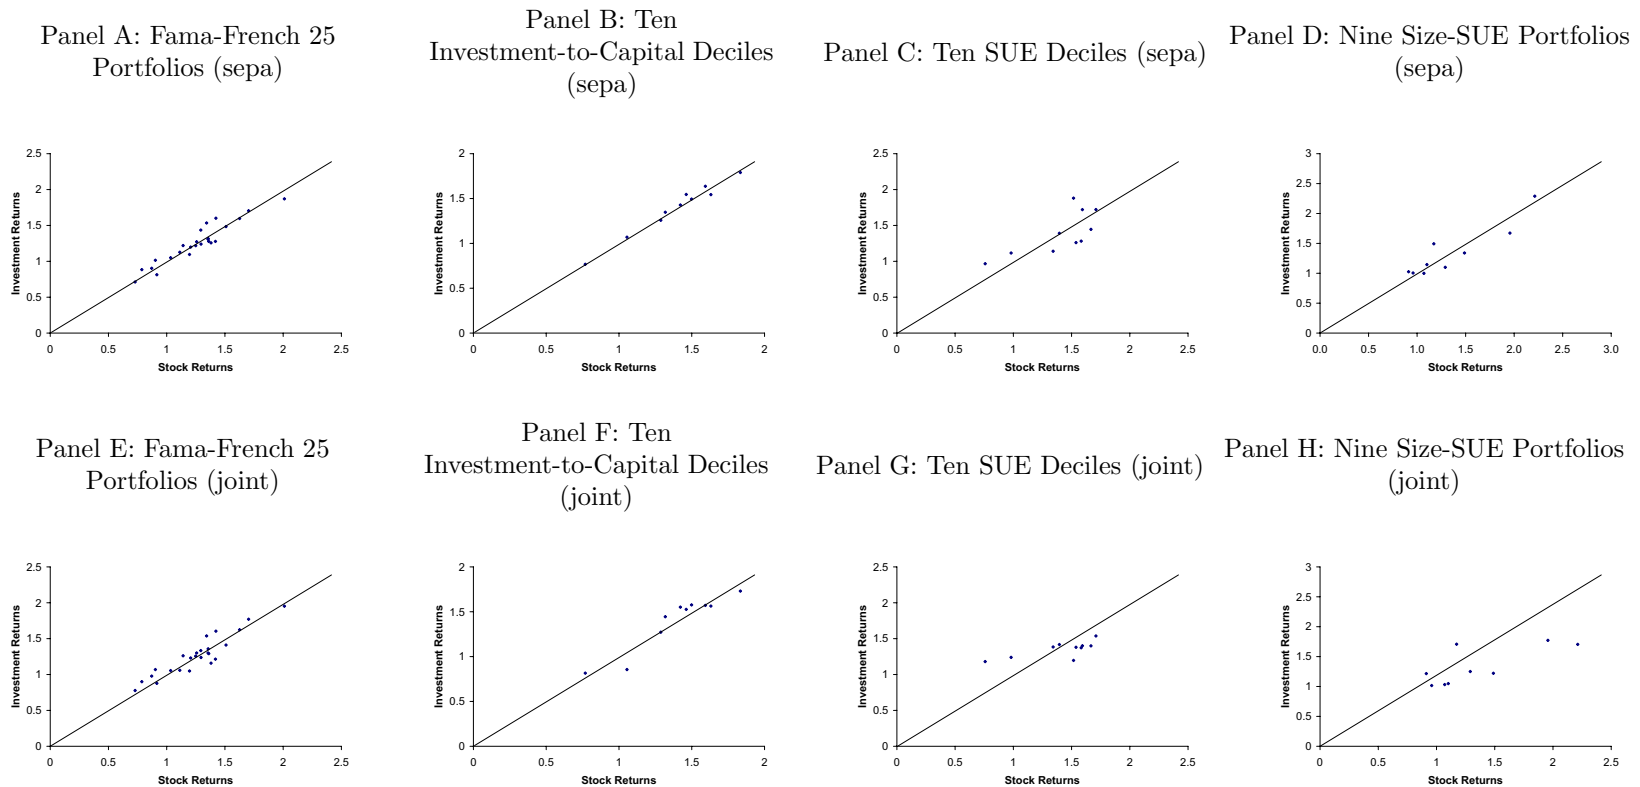 Panel A: Fama-French 25
Portfolios (sepa)
Panel B: Ten
Investment-to-Capital Deciles
(sepa)
Panel C: Ten SUE Deciles (sepa)
Panel D: Nine Size-SUE Portfolios
(sepa)
2.5
2
1.5
1
0.5
0
0
0.5
1
1.5
2
2.5
Investment Returns
Stock Returns
2
1.5
1
0.5
0
0
0.5
1
1.5
2
Investment Returns
Stock Returns
2.5
2
1.5
1
0.5
0
0
0.5
1
1.5
2
2.5
Investment Returns
Stock Returns
3
2.5
2
1.5
1
0.5
0
0.0
0.5
1.0
1.5
2.0
2.5
3.0
Investment Returns
Stock Returns
Panel E: Fama-French 25
Portfolios (joint)
Panel F: Ten
Investment-to-Capital Deciles
(joint)
Panel G: Ten SUE Deciles (joint)
Panel H: Nine Size-SUE Portfolios
(joint)
2.5
2
1.5
1
0.5
0
0
0.5
1
1.5
2
2.5
Investment Returns
Stock Returns
2
1.5
1
0.5
0
0
0.5
1
1.5
2
Investment Returns
Stock Returns
2.5
2
1.5
1
0.5
0
0
0.5
1
1.5
2
2.5
Investment Returns
Stock Returns
3
2.5
2
1.5
1
0.5
0
0.0
0.5
1.0
1.5
2.0
2.5
Investment Returns
Stock Returns